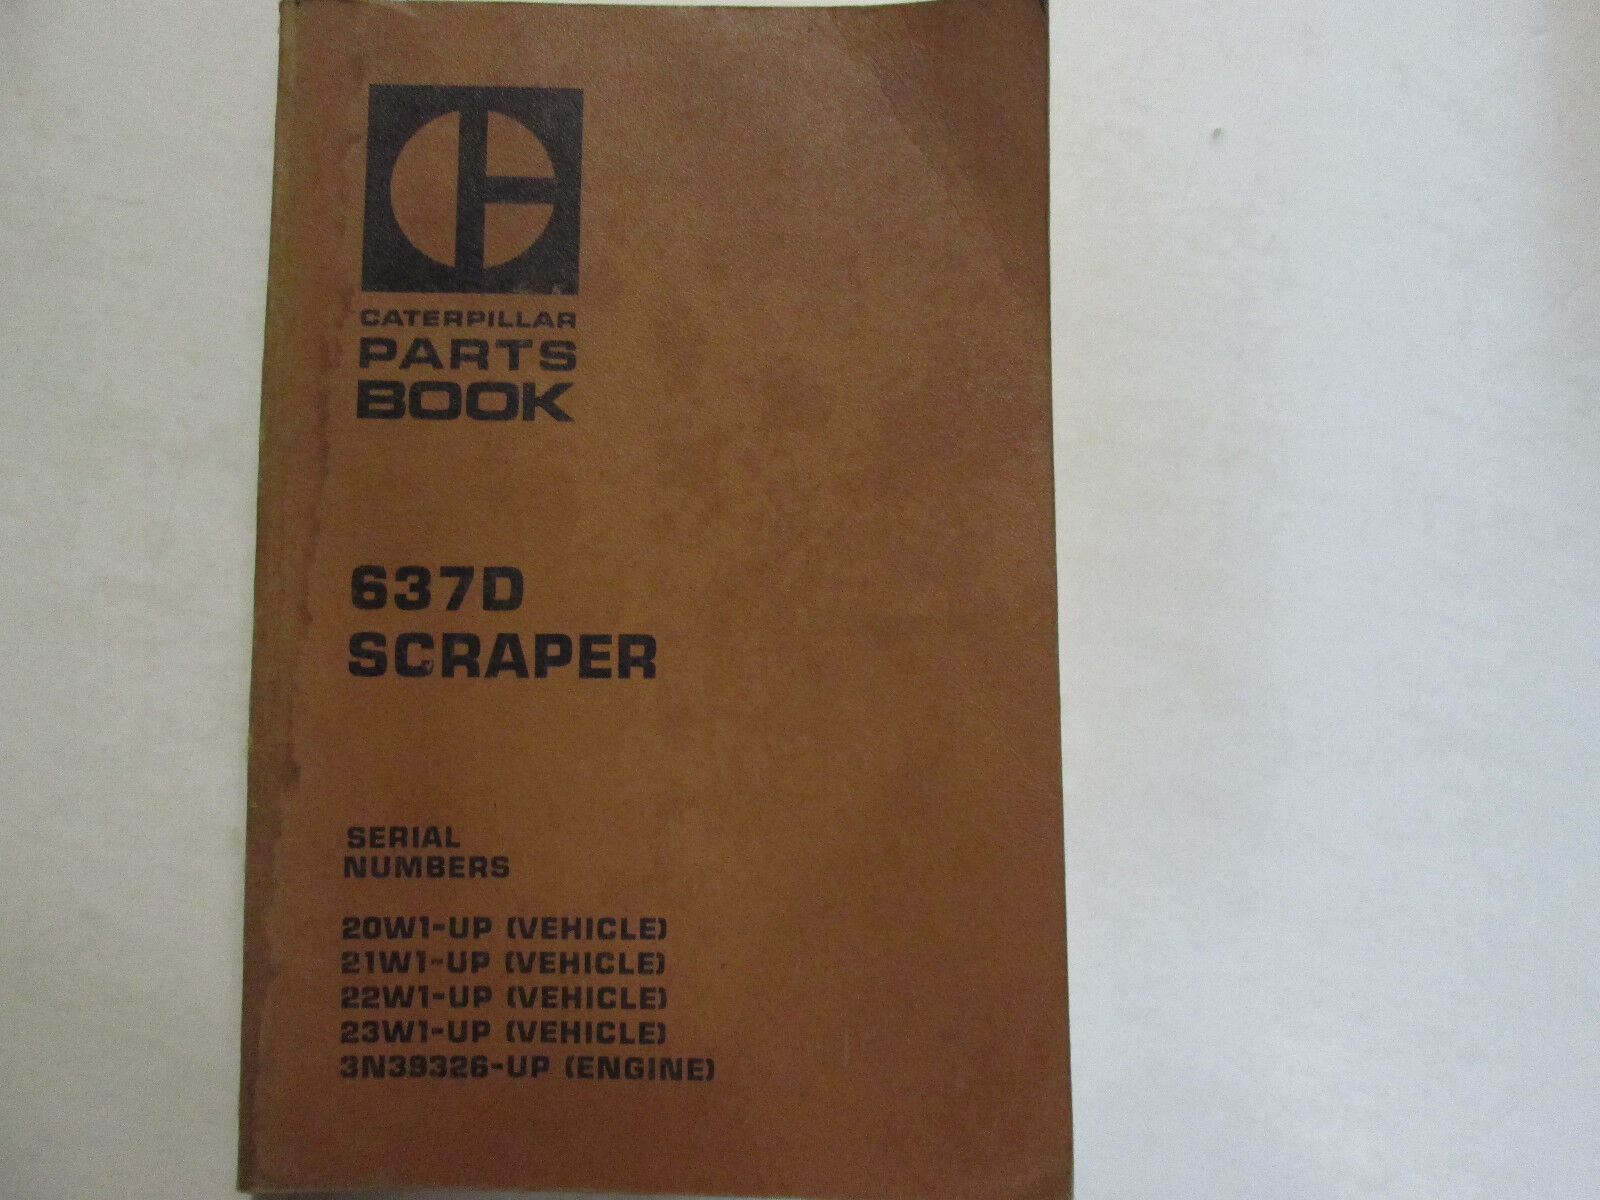 CATERPILLAR
PARTS
BOOK
637D
SCRAPER
SERIAL
NUMBERS
20W1-UP (VEHICLE)
21W1-UP (VEHICLE)
22W1-UP (VEHICLE)
23W1-UP (VEHICLE)
3N39326-UP (ENGINE)